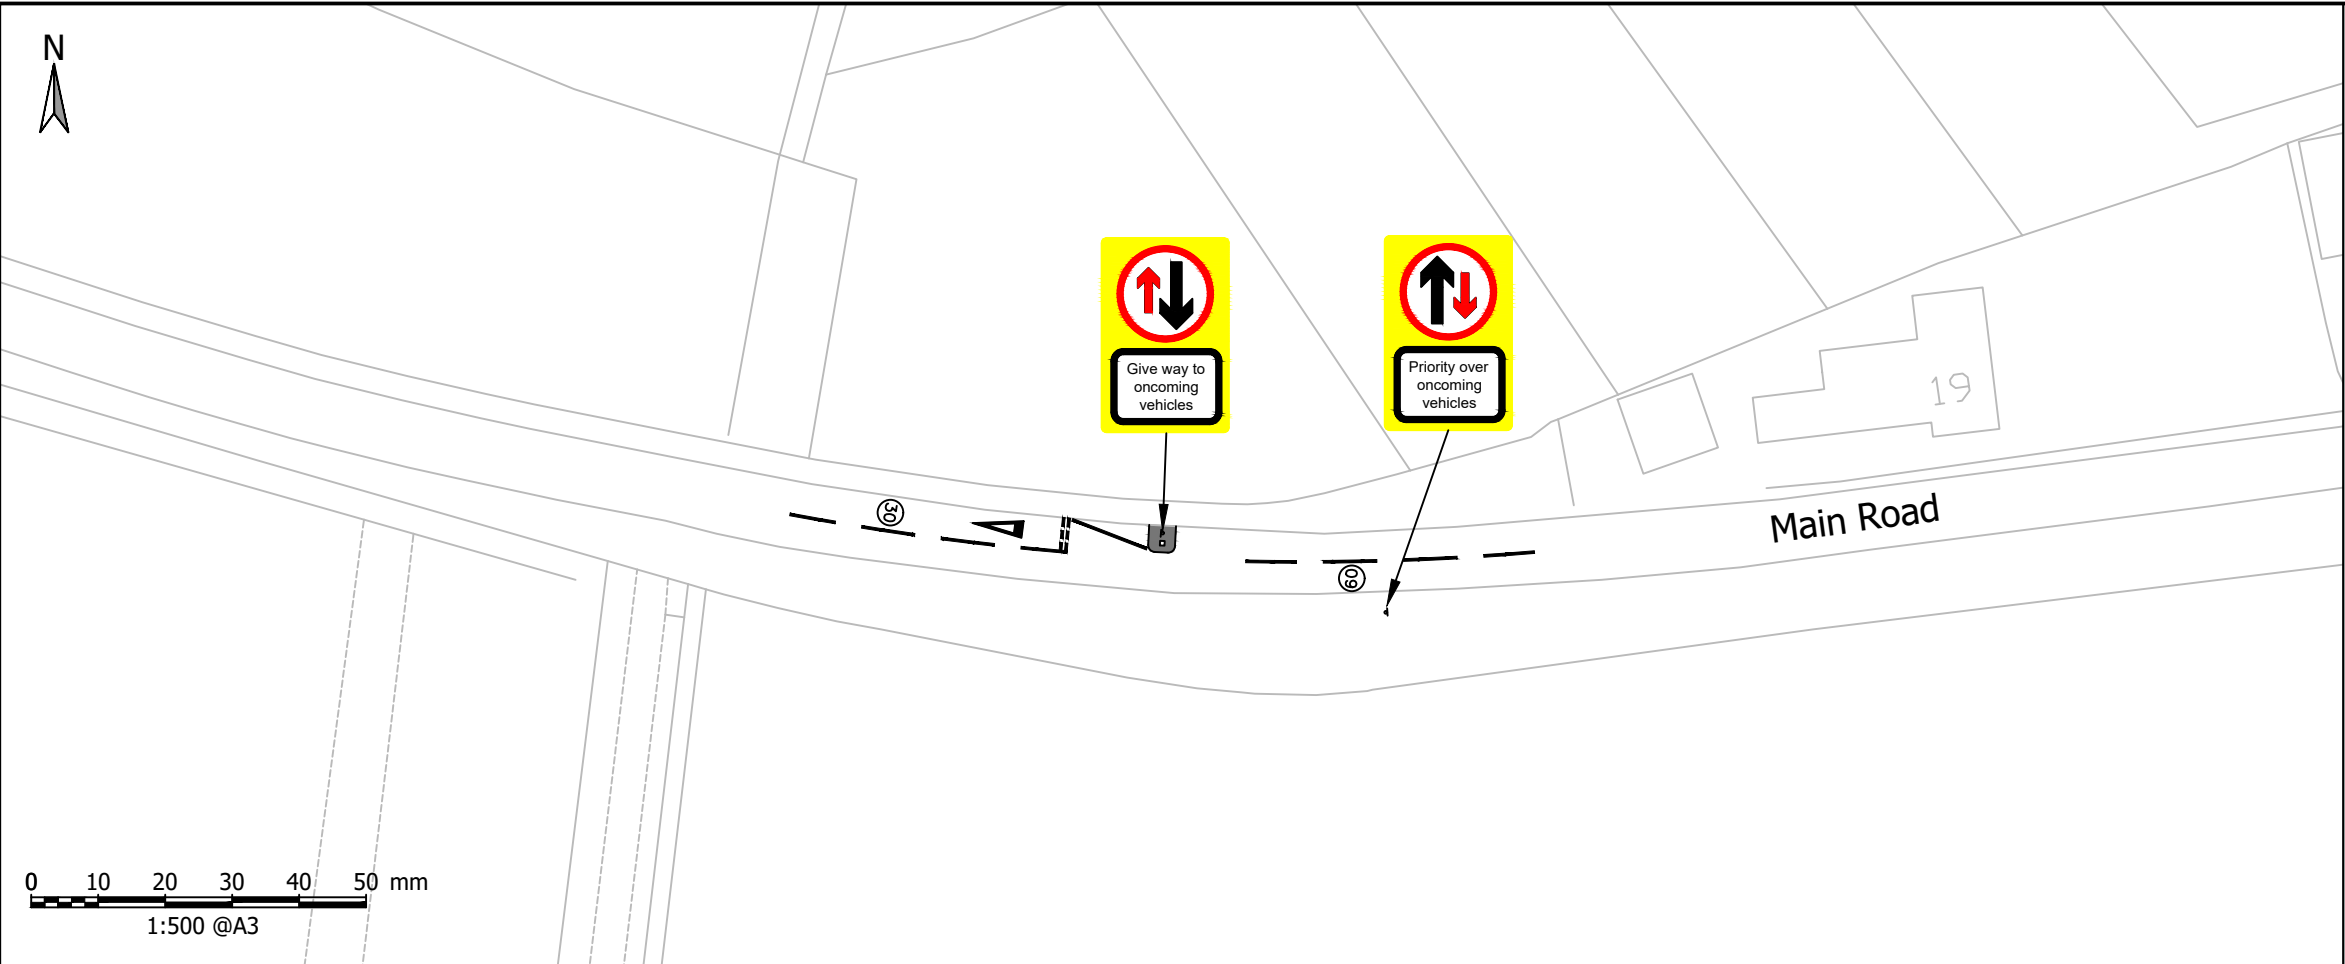 N
Give way to
oncoming
vehicles
Priority over
oncoming
vehicles
19
30
60
Main Road
0 10 20 30 40 50 mm
1:500 @A3